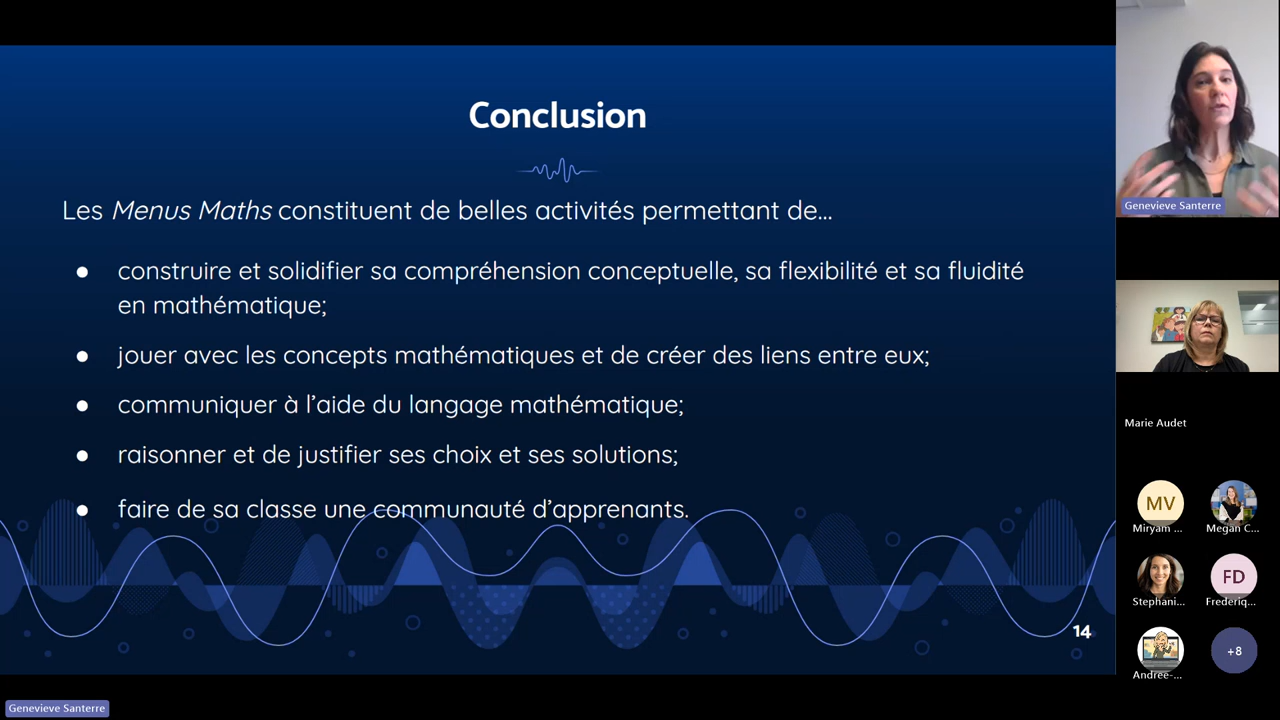 Conclusion
Les Menus Maths constituent de belles activités permettant de...
● construire et solidifier sa compréhension conceptuelle, sa flexibilité et sa fluidité
en mathématique;
● jouer avec les concepts mathématiques et de créer des liens entre eux;
● communiquer à l'aide du langage mathématique;
● raisonner et de justifier ses choix et ses solutions;
● faire de sa classe une communauté d'apprenants.
14
Genevieve Santerre
Marie Audet
MV
Miryam ...
Megan C...
Stephani...
FD
Frederiq...
Andree-...
+8
Genevieve Santerre